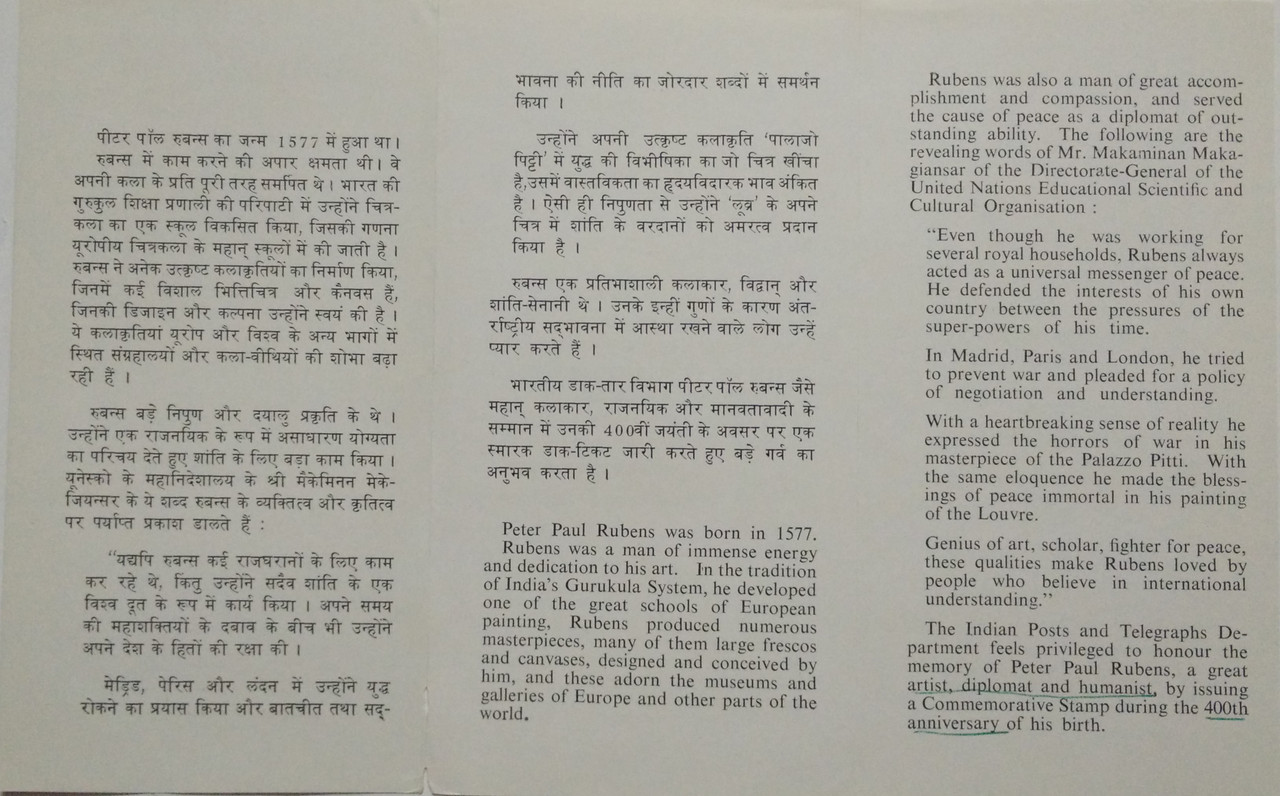 पीटर पॉल रुबन्स का जन्म 1577 में हुआ था।
रुबन्स में काम करने की अपार क्षमता थी। वे
अपनी कला के प्रति पूरी तरह समर्पित थे। भारत की
गुरुकुल शिक्षा प्रणाली की परिपाटी में उन्होंने चित्र-
कला का एक स्कूल विकसित किया, जिसकी गणना
यूरोपीय चित्रकला के महान् स्कूलों में की जाती है।
रुबन्स ने अनेक उत्कृष्ट कलाकृतियों का निर्माण किया,
जिनमें कई विशाल भित्तिचित्र और कैनवस हैं,
जिनकी डिजाइन और कल्पना उन्होंने स्वयं की है।
ये कलाकृतियां यूरोप और विश्व के अन्य भागों में
स्थित संग्रहालयों और कला-वीथियों की शोभा बढ़ा
रही हैं ।
रुबन्स बड़े निपुण और दयालु प्रकृति के थे ।
उन्होंने एक राजनयिक के रूप में असाधारण योग्यता
का परिचय देते हुए शांति के लिए बड़ा काम किया।
यूनेस्को के महानिदेशालय के श्री मैकेमिनन मेके-
जियन्सर के ये शब्द रुबन्स के व्यक्तित्व और कृतित्व
पर पर्याप्त प्रकाश डालते हैं :
“यद्यपि रुबन्स कई राजघरानों के लिए काम
कर रहे थे, किंतु उन्होंने सदैव शांति के एक
विश्व दूत के रूप में कार्य किया । अपने समय
की महाशक्तियों के दबाव के बीच भी उन्होंने
अपने देश के हितों की रक्षा की ।
मेड्रिड, पेरिस और लंदन में उन्होंने युद्ध
रोकने का प्रयास किया और बातचीत तथा सद्-
भावना की नीति का जोरदार शब्दों में समर्थन
किया ।
उन्होंने अपनी उत्कृष्ट कलाकृति ‘पालाजो
पिट्टी’ में युद्ध की विभीषिका का जो चित्र खींचा
है,उसमें वास्तविकता का हृदयविदारक भाव अंकित
है । ऐसी ही निपुणता से उन्होंने ‘लूव्र’ के अपने
चित्र में शांति के वरदानों को अमरत्व प्रदान
किया है ।
रुबन्स एक प्रतिभाशाली कलाकार, विद्वान् और
शांति-सेनानी थे । उनके इन्हीं गुणों के कारण अंत-
र्राष्ट्रीय सद्भावना में आस्था रखने वाले लोग उन्हें
प्यार करते हैं ।
भारतीय डाक-तार विभाग पीटर पॉल रुबन्स जैसे
महान् कलाकार, राजनयिक और मानवतावादी के
सम्मान में उनकी 400वीं जयंती के अवसर पर एक
स्मारक डाक-टिकट जारी करते हुए बड़े गर्व का
अनुभव करता है ।
Peter Paul Rubens was born in 1577.
Rubens was a man of immense energy
and dedication to his art. In the tradition
of India’s Gurukula System, he developed
one of the great schools of European
painting, Rubens produced numerous
masterpieces, many of them large frescos
and canvases, designed and conceived by
him, and these adorn the museums and
galleries of Europe and other parts of the
world.
Rubens was also a man of great accom-
plishment and compassion, and served
the cause of peace as a diplomat of out-
standing ability. The following are the
revealing words of Mr. Makaminan Maka-
giansar of the Directorate-General of the
United Nations Educational Scientific and
Cultural Organisation :
“Even though he was working for
several royal households, Rubens always
acted as a universal messenger of peace.
He defended the interests of his own
country between the pressures of the
super-powers of his time.
In Madrid, Paris and London, he tried
to prevent war and pleaded for a policy
of negotiation and understanding.
With a heartbreaking sense of reality he
expressed the horrors of war in his
masterpiece of the Palazzo Pitti. With
the same eloquence he made the bless-
ings of peace immortal in his painting
of the Louvre.
Genius of art, scholar, fighter for peace,
these qualities make Rubens loved by
people who believe in international
understanding.”
The Indian Posts and Telegraphs De-
partment feels privileged to honour the
memory of Peter Paul Rubens, a great
artist, diplomat and humanist, by issuing
a Commemorative Stamp during the 400th
anniversary of his birth.